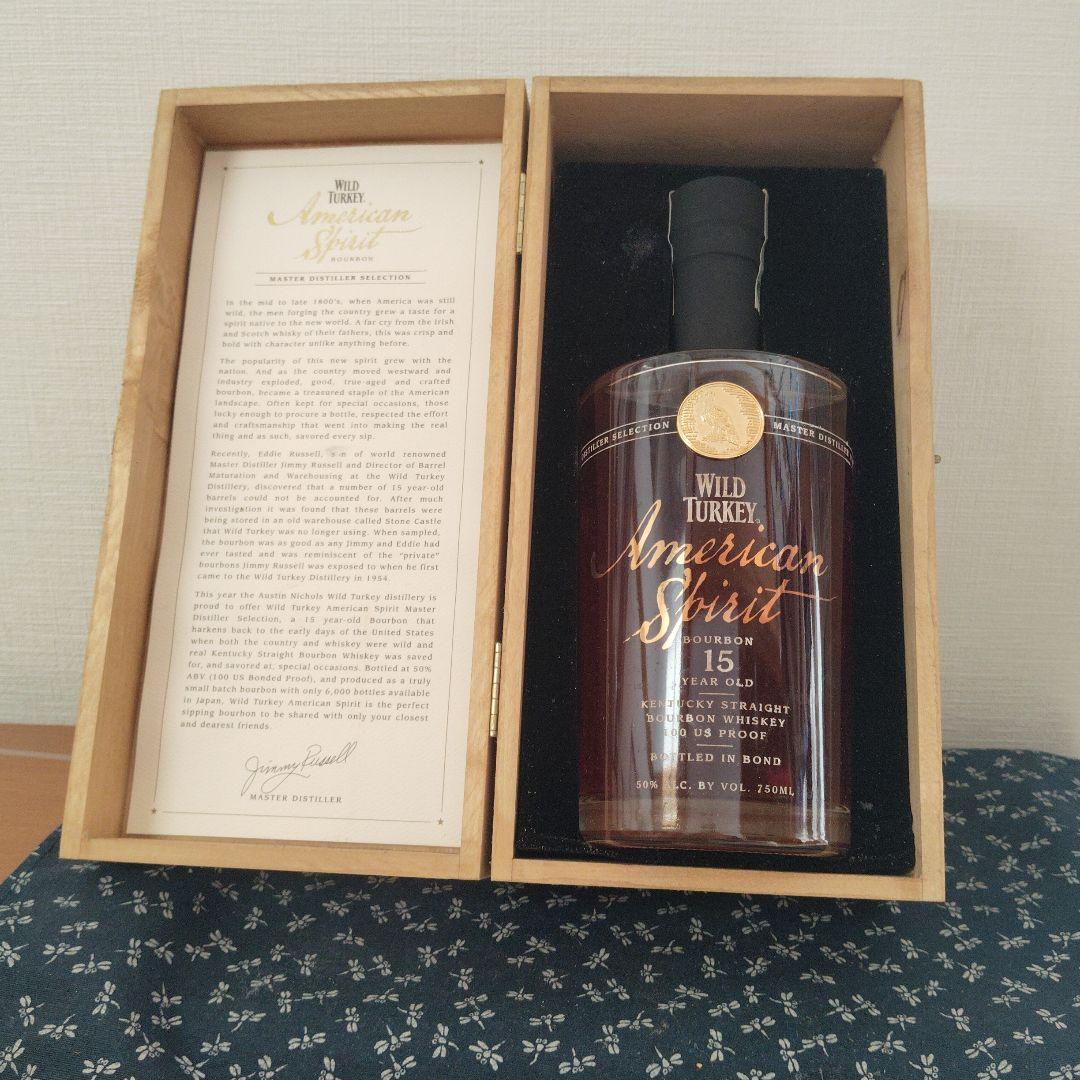 WILD
TURKEY
American
Spirit
BOURBON
MASTER DISTILLER SELECTION
In the mid to late 1800's, when America was still
wild, the men forging the country grew a taste for a
spirit native to the new world. A far cry from the Irish
and Scotch whisky of their fathers, this was crisp and
bold with character unlike anything before.
The popularity of this new spirit grew with the
nation. And as the country moved westward and
industry exploded, good, true-aged and crafted
bourbon, became a treasured staple of the American
landscape. Often kept for special occasions, those
lucky enough to procure a bottle, respected the effort
and craftsmanship that went into making the real
thing and as such, savored every sip.
Recently, Eddie Russell, son of world renowned
Master Distiller Jimmy Russell and Director of Barrel
Maturation and Warehousing at the Wild Turkey
Distillery, discovered that a number of 15 year-old
barrels could not be accounted for. After much
investigation it was found that these barrels were
being stored in an old warehouse called Stone Castle
that Wild Turkey was no longer using. When sampled,
the bourbon was as good as any Jimmy and Eddie had
ever tasted and was reminiscent of the "private"
bourbons Jimmy Russell was exposed to when he first
came to the Wild Turkey Distillery in 1954.
This year the Austin Nichols Wild Turkey distillery is
proud to offer Wild Turkey American Spirit Master
Distiller Selection, a 15 year-old Bourbon that
harkens back to the early days of the United States
when both the country and whiskey were wild and
real Kentucky Straight Bourbon Whiskey was saved
for, and savored at, special occasions. Bottled at 50%
ABV (100 US Bonded Proof), and produced as a truly
small batch bourbon with only 6,000 bottles available
in Japan, Wild Turkey American Spirit is the perfect
sipping bourbon to be shared with only your closest
and dearest friends.
Jimmy Russell
MASTER DISTILLER
DISTILLER SELECTION MASTER DISTILL
WILD
TURKEY
American
Spirit
BOURBON
15
YEAR OLD
KENTUCKY STRAIGHT
BOURBON WHISKEY
100 US PROOF
BOTTLED IN BOND
50% ALC. BY VOL. 750ML